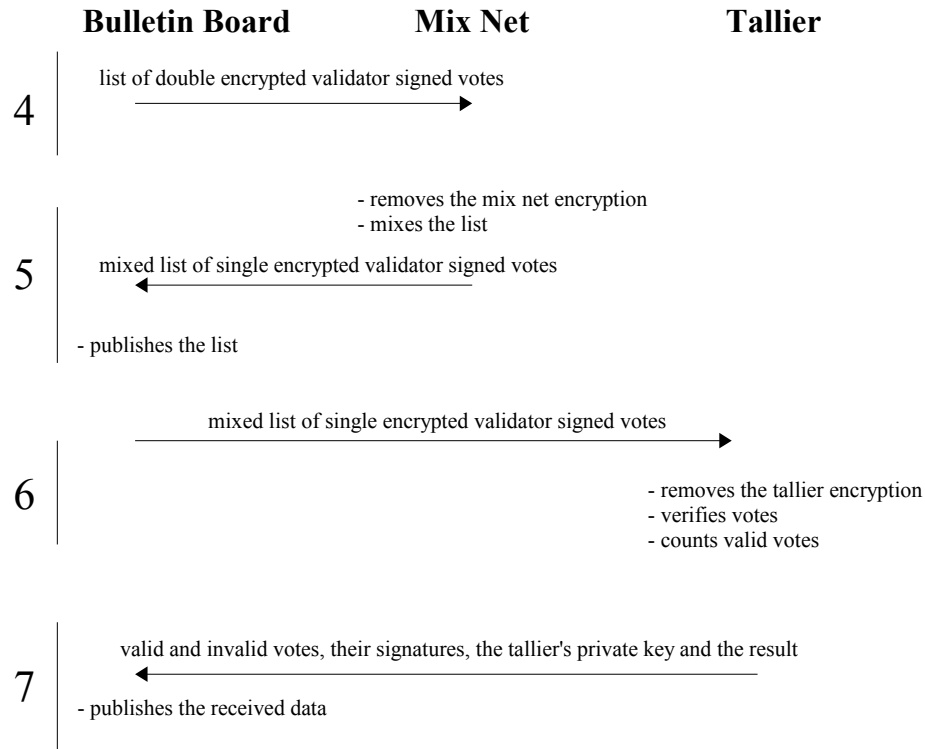 Bulletin Board Mix Net Tallier
list of double encrypted validator signed votes
4
- removes the mix net encryption
- mixes the list
5
mixed list of single encrypted validator signed votes
- publishes the list
mixed list of single encrypted validator signed votes
6
- removes the tallier encryption
- verifies votes
- counts valid votes
valid and invalid votes, their signatures, the tallier's private key and the result
7
- publishes the received data